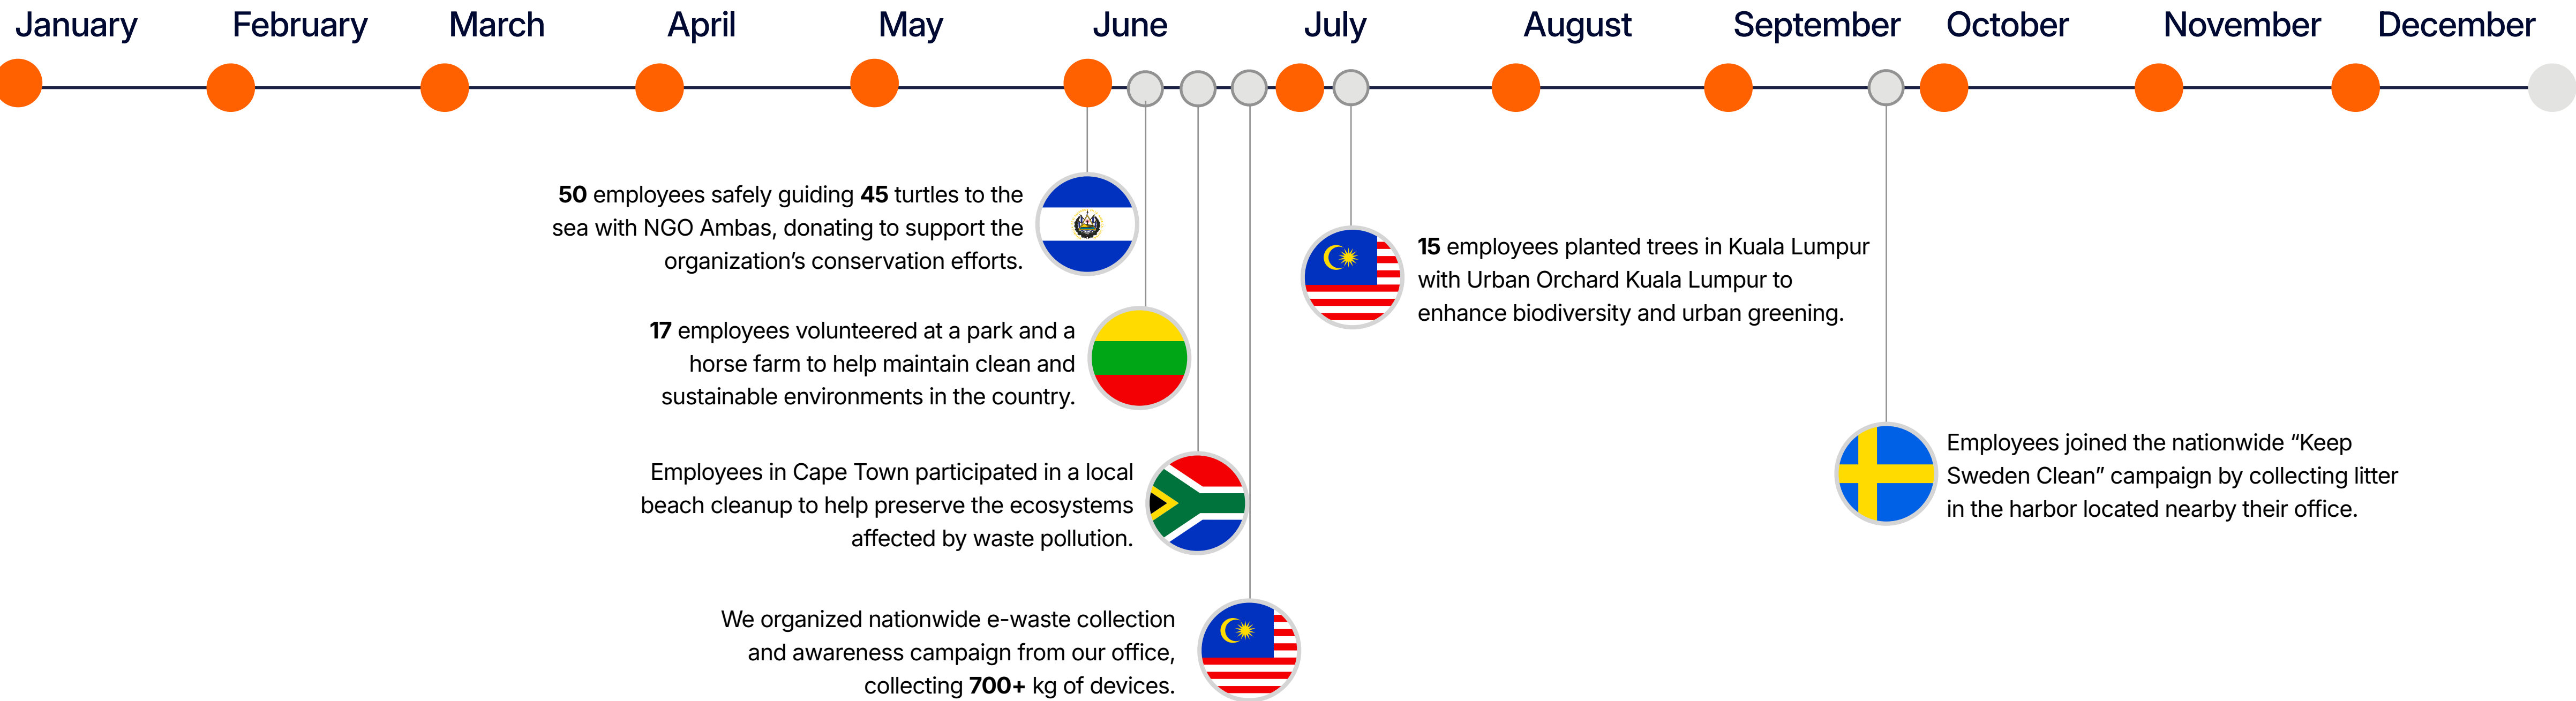 January February March April May June July August September October November December
50 employees safely guiding 45 turtles to the
sea with NGO Ambas, donating to support the
organization’s conservation efforts.
17 employees volunteered at a park and a
horse farm to help maintain clean and
sustainable environments in the country.
Employees in Cape Town participated in a local
beach cleanup to help preserve the ecosystems
affected by waste pollution.
We organized nationwide e-waste collection
and awareness campaign from our office,
collecting 700+ kg of devices.
15 employees planted trees in Kuala Lumpur
with Urban Orchard Kuala Lumpur to
enhance biodiversity and urban greening.
Employees joined the nationwide “Keep
Sweden Clean” campaign by collecting litter
in the harbor located nearby their office.